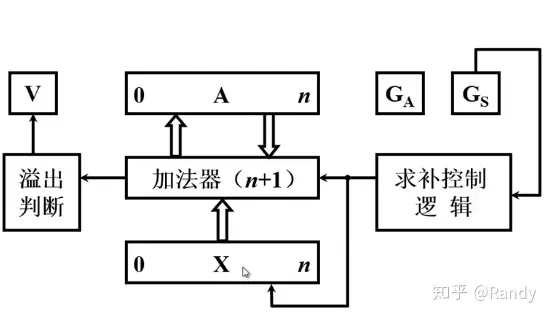 V
0 A n
G_A
G_S
溢出
判断
加法器（n+1）
求补控制
逻 辑
0 X n
知乎 @Randy